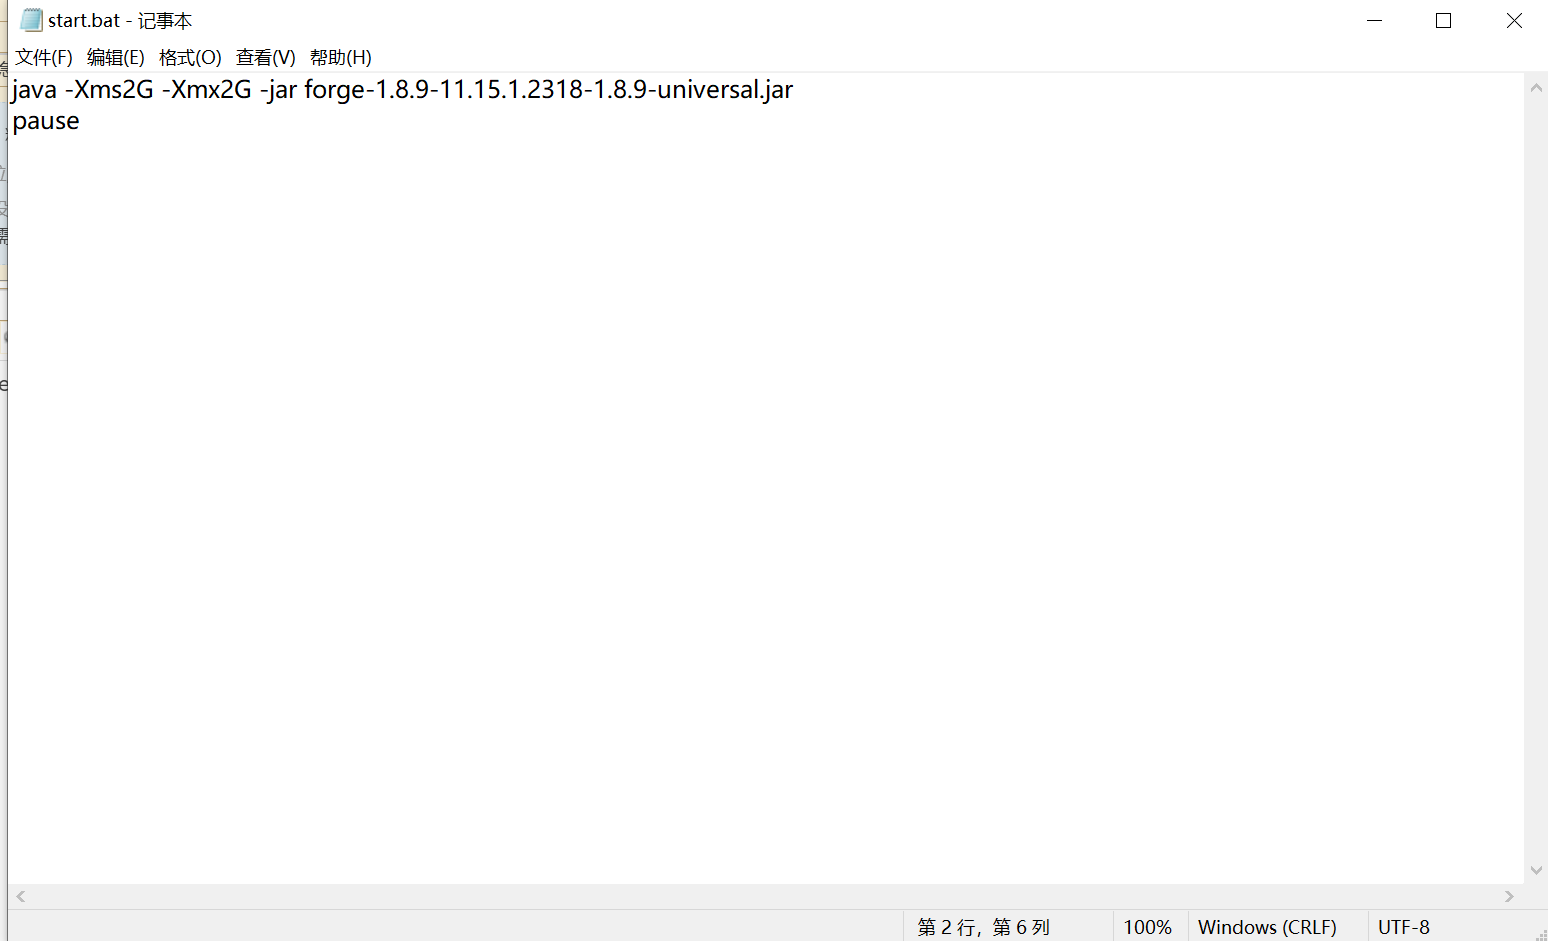 start.bat - 记事本
文件(F) 编辑(E) 格式(O) 查看(V) 帮助(H)
java -Xms2G -Xmx2G -jar forge-1.8.9-11.15.1.2318-1.8.9-universal.jar
pause
第 2 行，第 6 列 100% Windows (CRLF) UTF-8